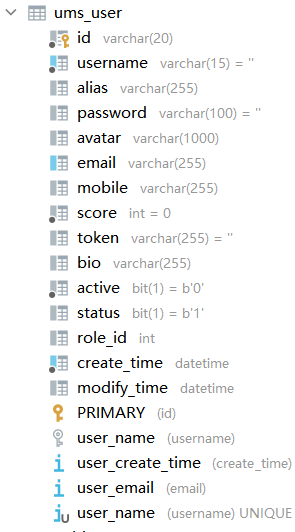 ums_user
id varchar(20)
username varchar(15) = ''
alias varchar(255)
password varchar(100) = ''
avatar varchar(1000)
email varchar(255)
mobile varchar(255)
score int = 0
token varchar(255) = ''
bio varchar(255)
active bit(1) = b'0'
status bit(1) = b'1'
role_id int
create_time datetime
modify_time datetime
PRIMARY (id)
user_name (username)
user_create_time (create_time)
user_email (email)
user_name (username) UNIQUE